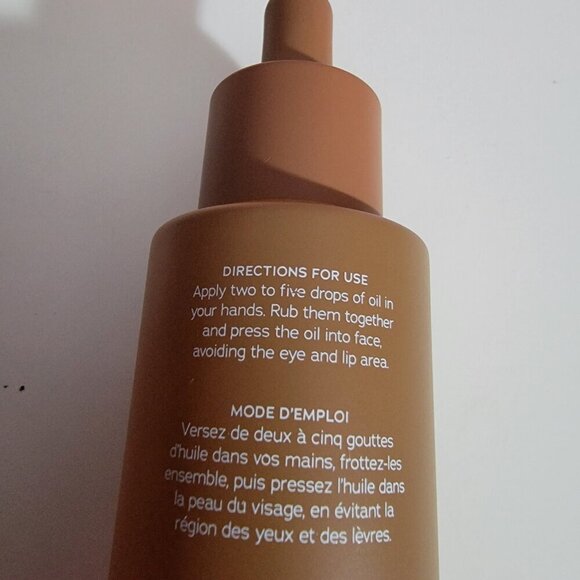 DIRECTIONS FOR USE
Apply two to five drops of oil in
your hands. Rub them together
and press the oil into face,
avoiding the eye and lip area.
MODE D'EMPLOI
Versez de deux à cinq gouttes
d'huile dans vos mains, frottez-les
ensemble, puis pressez l'huile dans
la peau du visage, en évitant la
région des yeux et des lèvres.